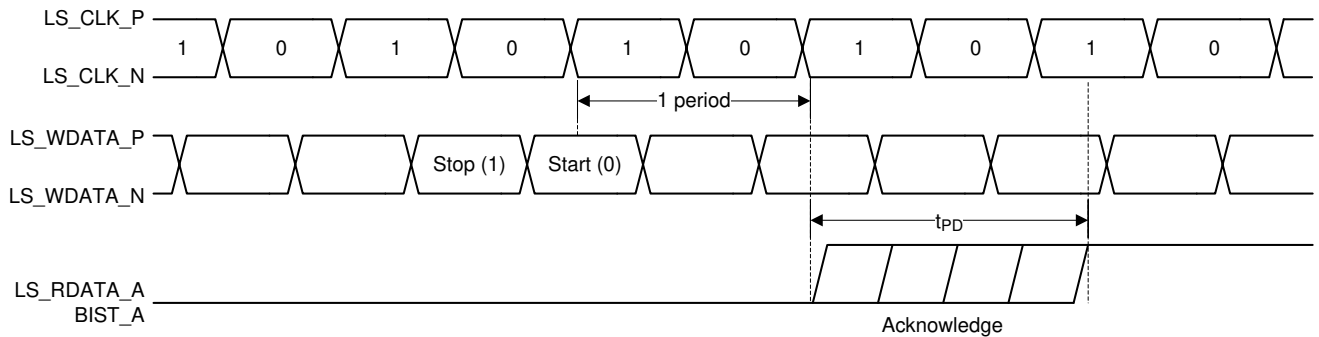 LS_CLK_P
1 0 1 0 1 0 1 0 1 0
LS_CLK_N
1 period
LS_WDATA_P
Stop (1) Start (0)
LS_WDATA_N
tPD
LS_RDATA_A
BIST_A
Acknowledge